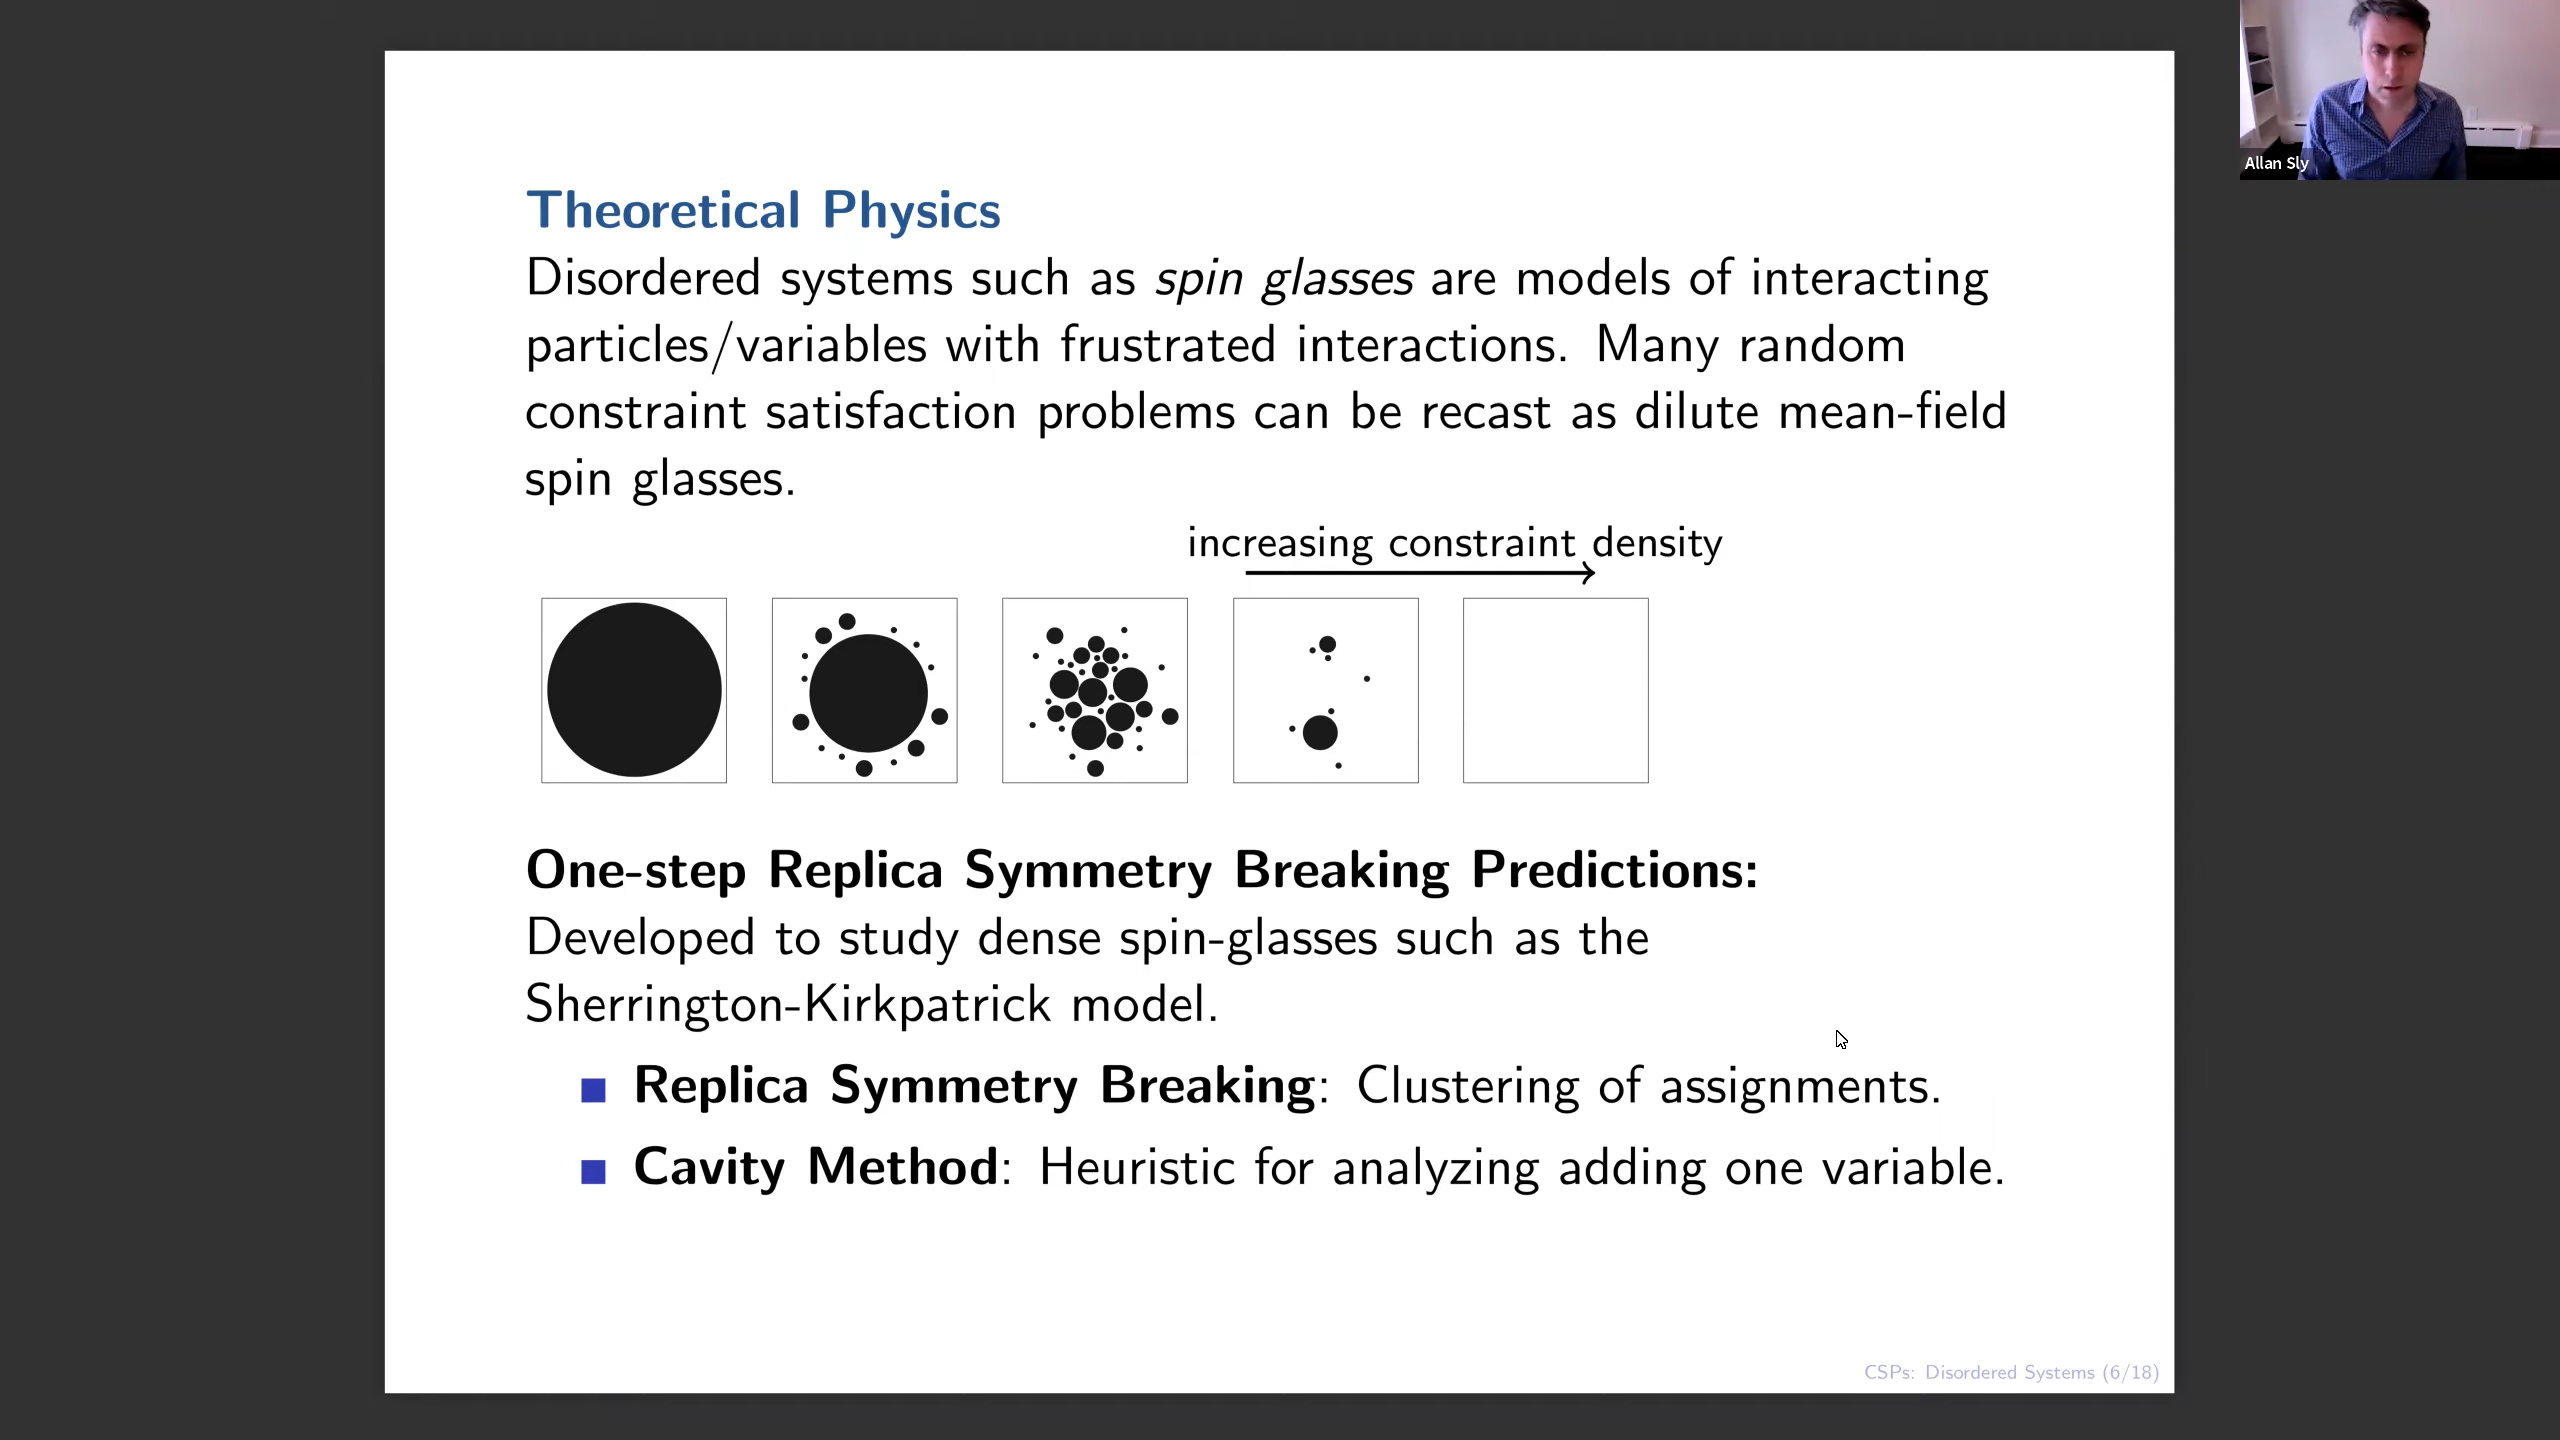 Allan Sly
Theoretical Physics
Disordered systems such as spin glasses are models of interacting
particles/variables with frustrated interactions. Many random
constraint satisfaction problems can be recast as dilute mean-field
spin glasses.
increasing constraint density
One-step Replica Symmetry Breaking Predictions:
Developed to study dense spin-glasses such as the
Sherrington-Kirkpatrick model.
Replica Symmetry Breaking: Clustering of assignments.
Cavity Method: Heuristic for analyzing adding one variable.
CSPs: Disordered Systems (6/18)